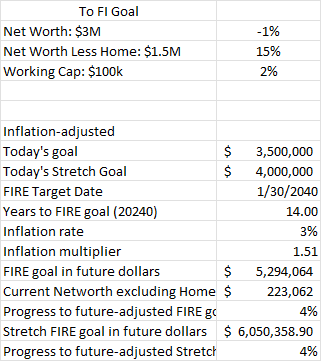 To FI Goal
Net Worth: $3M -1%
Net Worth Less Home: $1.5M 15%
Working Cap: $100k 2%
Inflation-adjusted
Today's goal $ 3,500,000
Today's Stretch Goal $ 4,000,000
FIRE Target Date 1/30/2040
Years to FIRE goal (20240) 14.00
Inflation rate 3%
Inflation multiplier 1.51
FIRE goal in future dollars $ 5,294,064
Current Networth excluding Home $ 223,062
Progress to future-adjusted FIRE go 4%
Stretch FIRE goal in future dollars $ 6,050,358.90
Progress to future-adjusted Stretch 4%